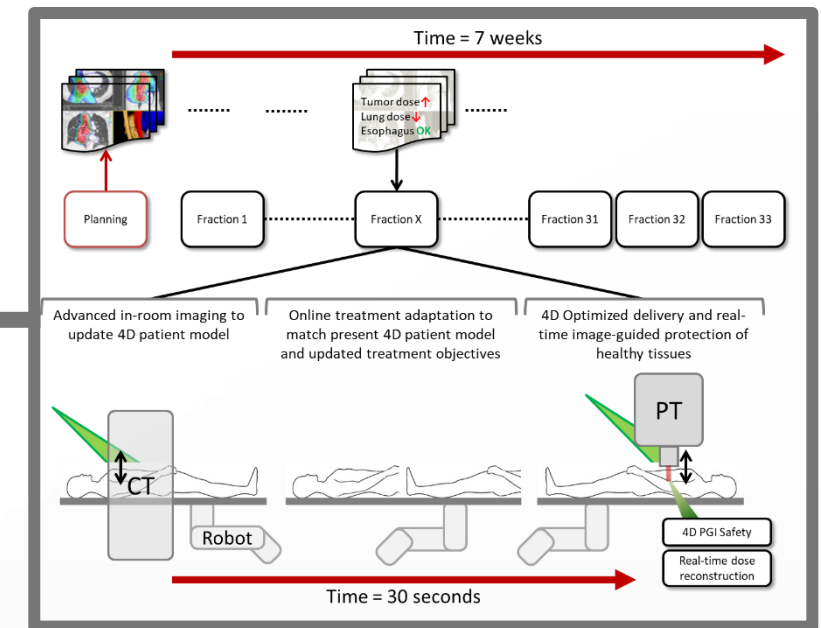 Time = 7 weeks
Tumor dose↑
Lung dose↓
Esophagus OK
Planning
Fraction 1
Fraction X
Fraction 31
Fraction 32
Fraction 33
Advanced in-room imaging to
update 4D patient model
Online treatment adaptation to
match present 4D patient model
and updated treatment objectives
4D Optimized delivery and real-
time image-guided protection of
healthy tissues
CT
Robot
PT
4D PGI Safety
Real-time dose
reconstruction
Time = 30 seconds